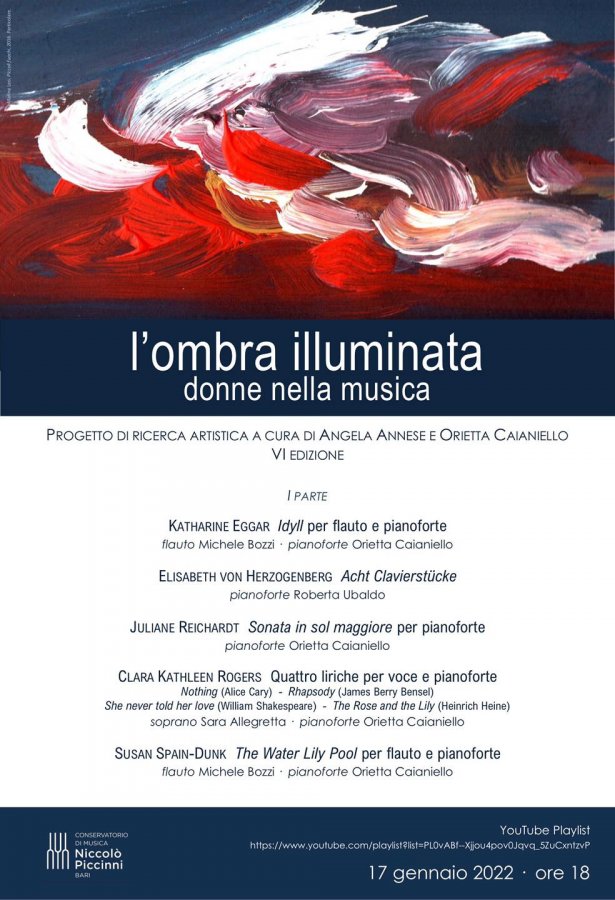 l'ombra illuminata
donne nella musica
PROGETTO DI RICERCA ARTISTICA A CURA DI ANGELA ANNESE E ORIETTA CAIANIELLO
VI EDIZIONE
I PARTE
KATHARINE EGGAR Idyll per flauto e pianoforte
flauto Michele Bozzi · pianoforte Orietta Caianiello
ELISABETH VON HERZOGENBERG Acht Clavierstücke
pianoforte Roberta Ubaldo
JULIANE REICHARDT Sonata in sol maggiore per pianoforte
pianoforte Orietta Caianiello
CLARA KATHLEEN ROGERS Quattro liriche per voce e pianoforte
Nothing (Alice Cary) - Rhapsody (James Berry Bensel)
She never told her love (William Shakespeare) - The Rose and the Lily (Heinrich Heine)
soprano Sara Allegretta · pianoforte Orietta Caianiello
SUSAN SPAIN-DUNK The Water Lily Pool per flauto e pianoforte
flauto Michele Bozzi · pianoforte Orietta Caianiello
CONSERVATORIO
DI MUSICA
Niccolò
Piccinni
BARI
YouTube Playlist
https://www.youtube.com/playlist?list=PL0vABf--Xjjou4pov0Jqvq_5ZuCxntzvP
17 gennaio 2022 · ore 18